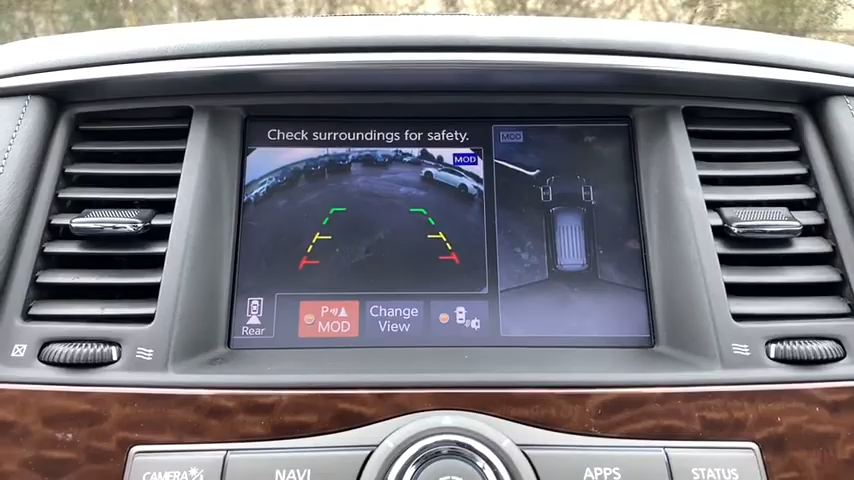 Check surroundings for safety.
MOD
MOD
Rear
P
MOD
Change
View
CAMERA
NAVI
APPS
STATUS